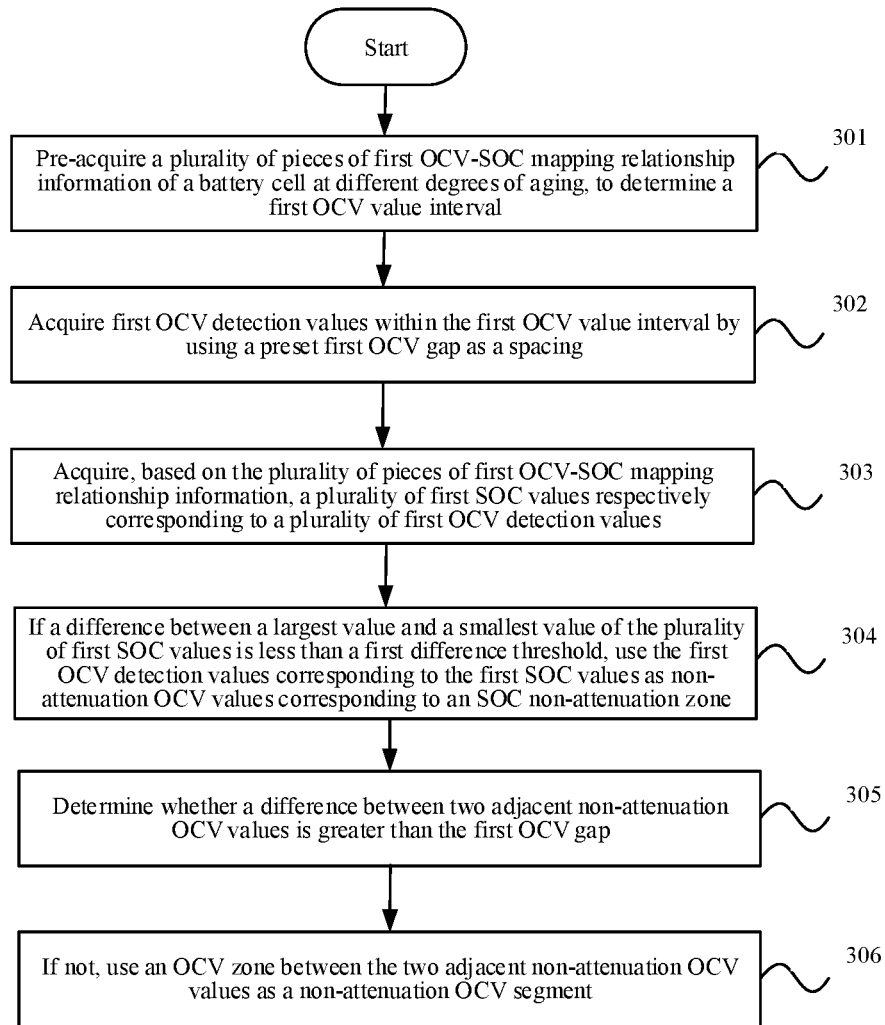 Start
301
Pre-acquire a plurality of pieces of first OCV-SOC mapping relationship
information of a battery cell at different degrees of aging, to determine a
first OCV value interval
302
Acquire first OCV detection values within the first OCV value interval by
using a preset first OCV gap as a spacing
303
Acquire, based on the plurality of pieces of first OCV-SOC mapping
relationship information, a plurality of first SOC values respectively
corresponding to a plurality of first OCV detection values
304
If a difference between a largest value and a smallest value of the plurality
of first SOC values is less than a first difference threshold, use the first
OCV detection values corresponding to the first SOC values as non-
attenuation OCV values corresponding to an SOC non-attenuation zone
305
Determine whether a difference between two adjacent non-attenuation
OCV values is greater than the first OCV gap
306
If not, use an OCV zone between the two adjacent non-attenuation OCV
values as a non-attenuation OCV segment